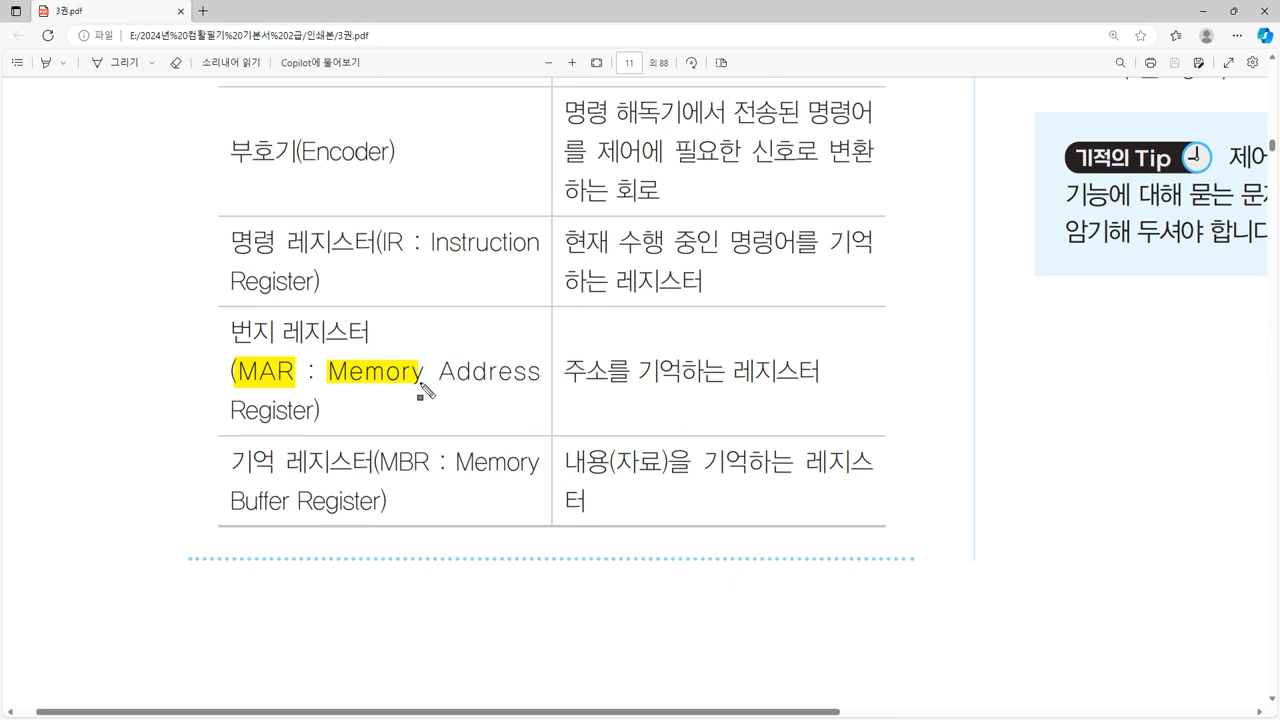 3권.pdf
파일 E:/2024년%20컴활필기%20기본서%202급/인쇄본/3권.pdf
그리기 소리내어 읽기 Copilot에 물어보기 11 의 88
부호기(Encoder)
명령 해독기에서 전송된 명령어
를 제어에 필요한 신호로 변환
하는 회로
명령 레지스터(IR : Instruction
Register)
현재 수행 중인 명령어를 기억
하는 레지스터
번지 레지스터
(MAR : Memory Address
Register)
주소를 기억하는 레지스터
기억 레지스터(MBR : Memory
Buffer Register)
내용(자료)을 기억하는 레지스
터
기적의 Tip 제어
기능에 대해 묻는 문
암기해 두셔야 합니다